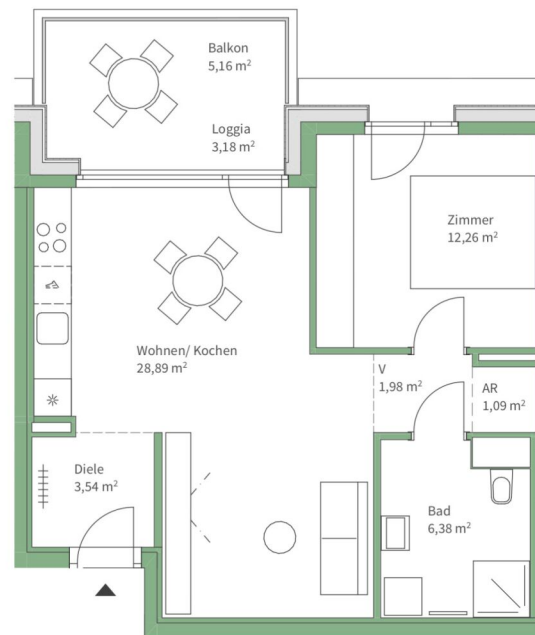 Balkon
5,16 m²
Loggia
3,18 m²
Zimmer
12,26 m²
Wohnen/ Kochen
28,89 m²
V
1,98 m²
AR
1,09 m²
Diele
3,54 m²
Bad
6,38 m²